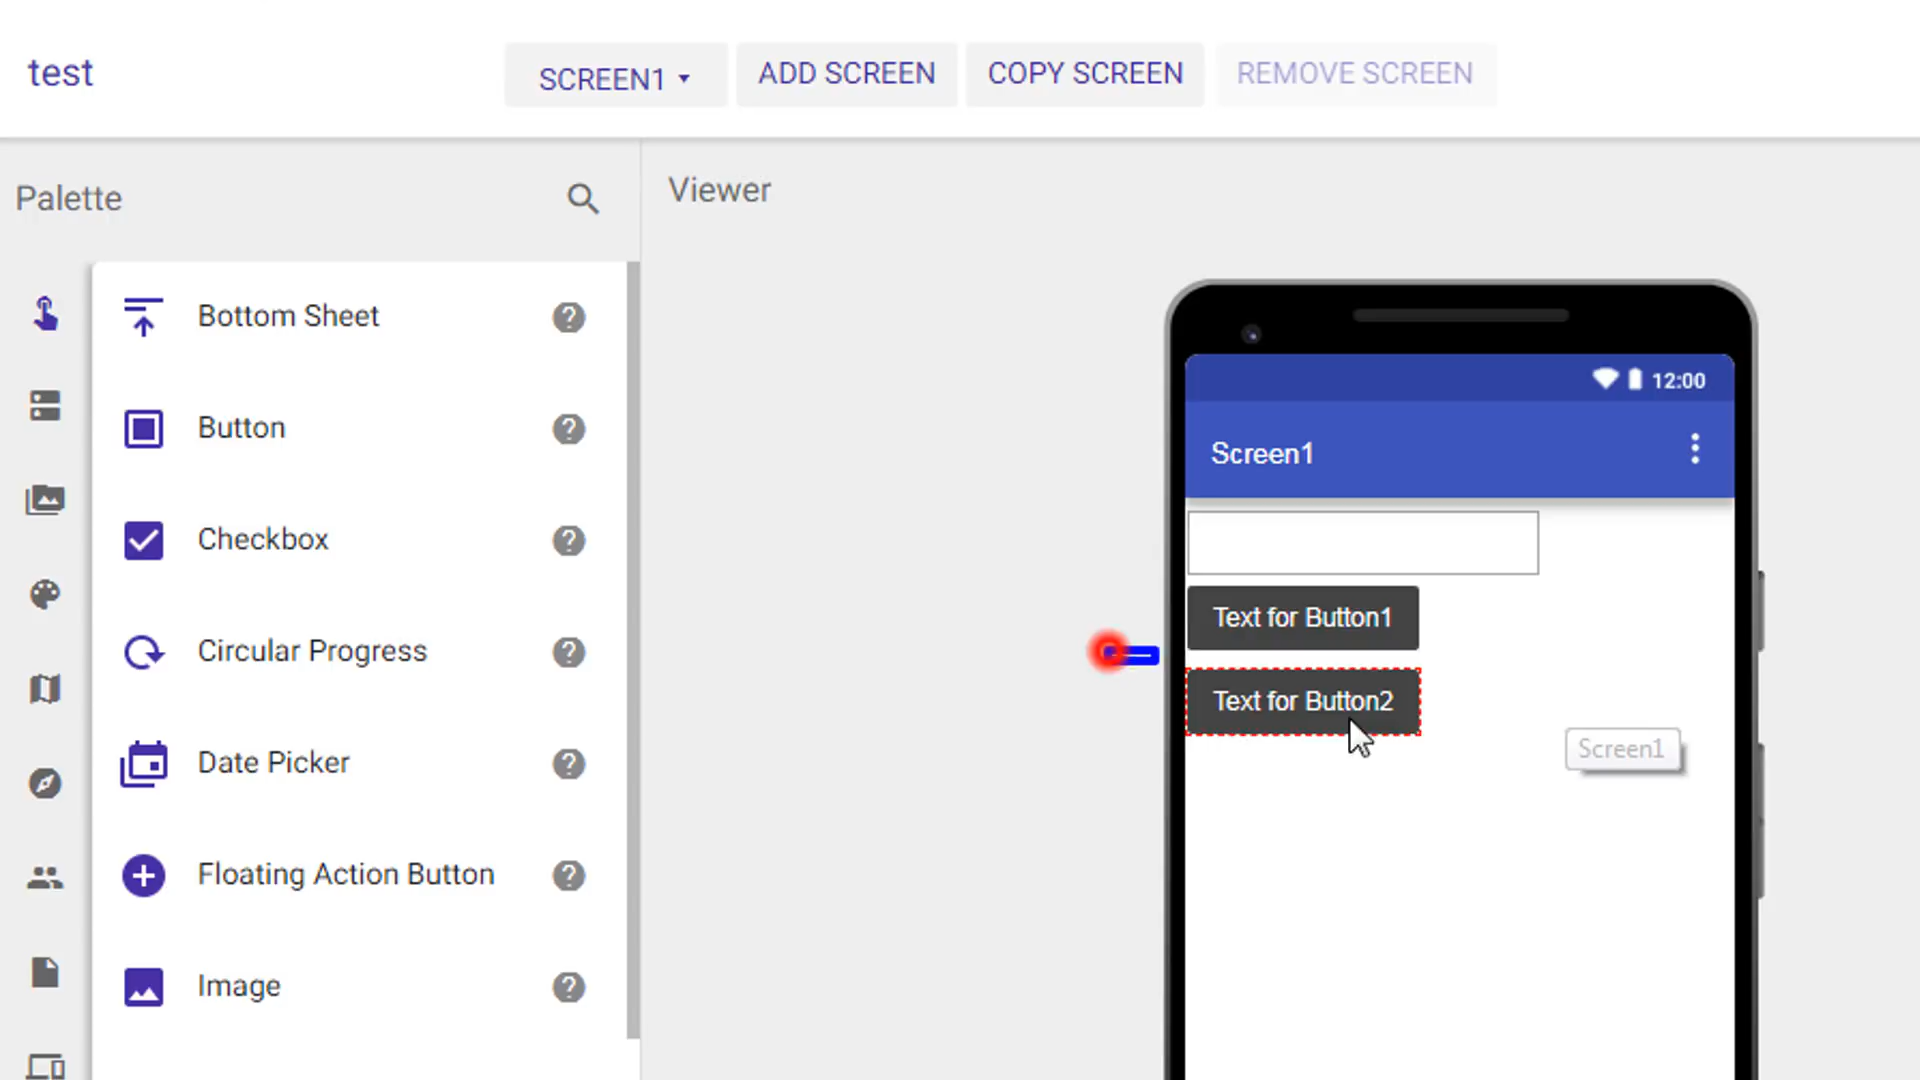 test
SCREEN1
ADD SCREEN
COPY SCREEN
REMOVE SCREEN
Palette
Viewer
Bottom Sheet
Button
Checkbox
Circular Progress
Date Picker
Floating Action Button
Image
12:00
Screen1
Text for Button1
Text for Button2
Screen1